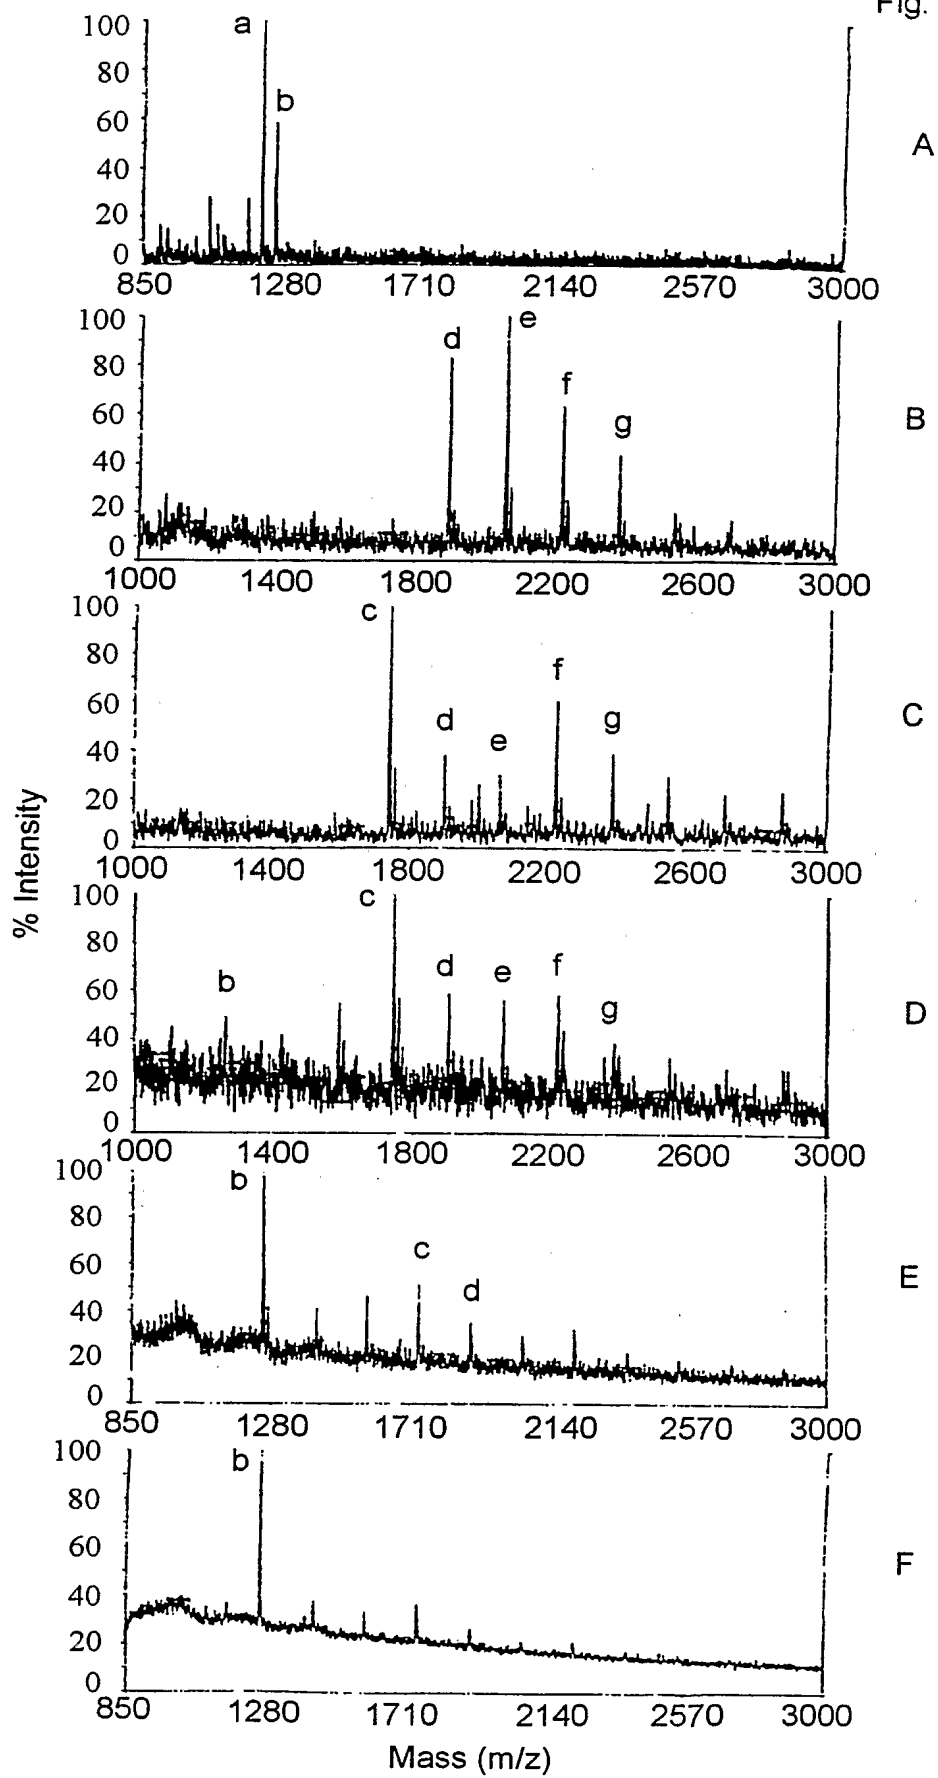 Fig.
100 a
80
60 b
40
20
0
850 1280 1710 2140 2570 3000
A
100 e
80 d
60 f
40 g
20
0
1000 1400 1800 2200 2600 3000
B
100 c
80
60 f
40 d e g
20
0
1000 1400 1800 2200 2600 3000
C
% Intensity
100 c
80
60 b d e f
40 g
20
0
1000 1400 1800 2200 2600 3000
D
100 b
80
60 c
40 d
20
0
850 1280 1710 2140 2570 3000
E
100 b
80
60
40
20
0
850 1280 1710 2140 2570 3000
F
Mass (m/z)